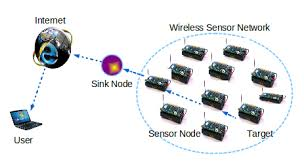 Internet
Wireless Sensor Network
Sink Node
User
Sensor Node
Target